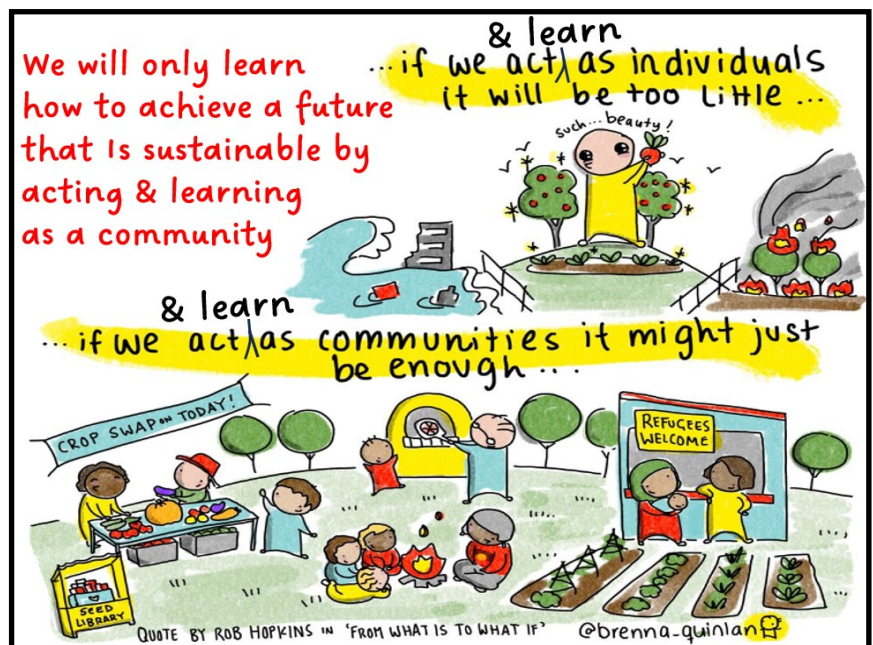 We will only learn
how to achieve a future
that Is sustainable by
acting & learning
as a community
& learn
...if we act as individuals
it will be too little...
such... beauty!
& learn
...if we act as communities it might just
be enough...
CROP SWAP ON TODAY!
REFUGEES
WELCOME
SEED
LIBRARY
QUOTE BY ROB HOPKINS IN 'FROM WHAT IS TO WHAT IF'
@brenna_quinlan